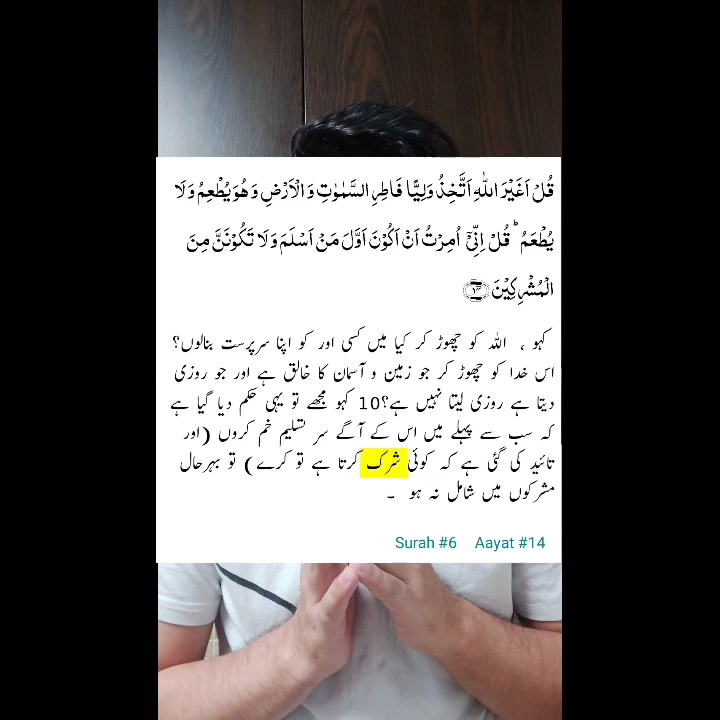 قُلْ اَغَيْرَ اللّٰهِ اَتَّخِذُ وَلِيًّا فَاطِرِ السَّمٰوٰتِ وَالْاَرْضِ وَهُوَ يُطْعِمُ وَلَا
يُطْعَمُ ؕ قُلْ اِنِّيْۤ اُمِرْتُ اَنْ اَكُوْنَ اَوَّلَ مَنْ اَسْلَمَ وَلَا تَكُوْنَنَّ مِنَ
الْمُشْرِكِيْنَ ﴿۱۴﴾
کہو ، اللہ کو چھوڑ کر کیا میں کسی اور کو اپنا سرپرست بنالوں؟
اس خدا کو چھوڑ کر جو زمین و آسمان کا خالق ہے اور جو روزی
دیتا ہے روزی لیتا نہیں ہے؟10 کہو مجھے تو یہی حکم دیا گیا ہے
کہ سب سے پہلے میں اس کے آگے سر تسلیم خم کروں (اور
تائید کی گئی ہے کہ کوئی شرک کرتا ہے تو کرے) تو بہرحال
مشرکوں میں شامل نہ ہو ۔
Surah #6 Aayat #14